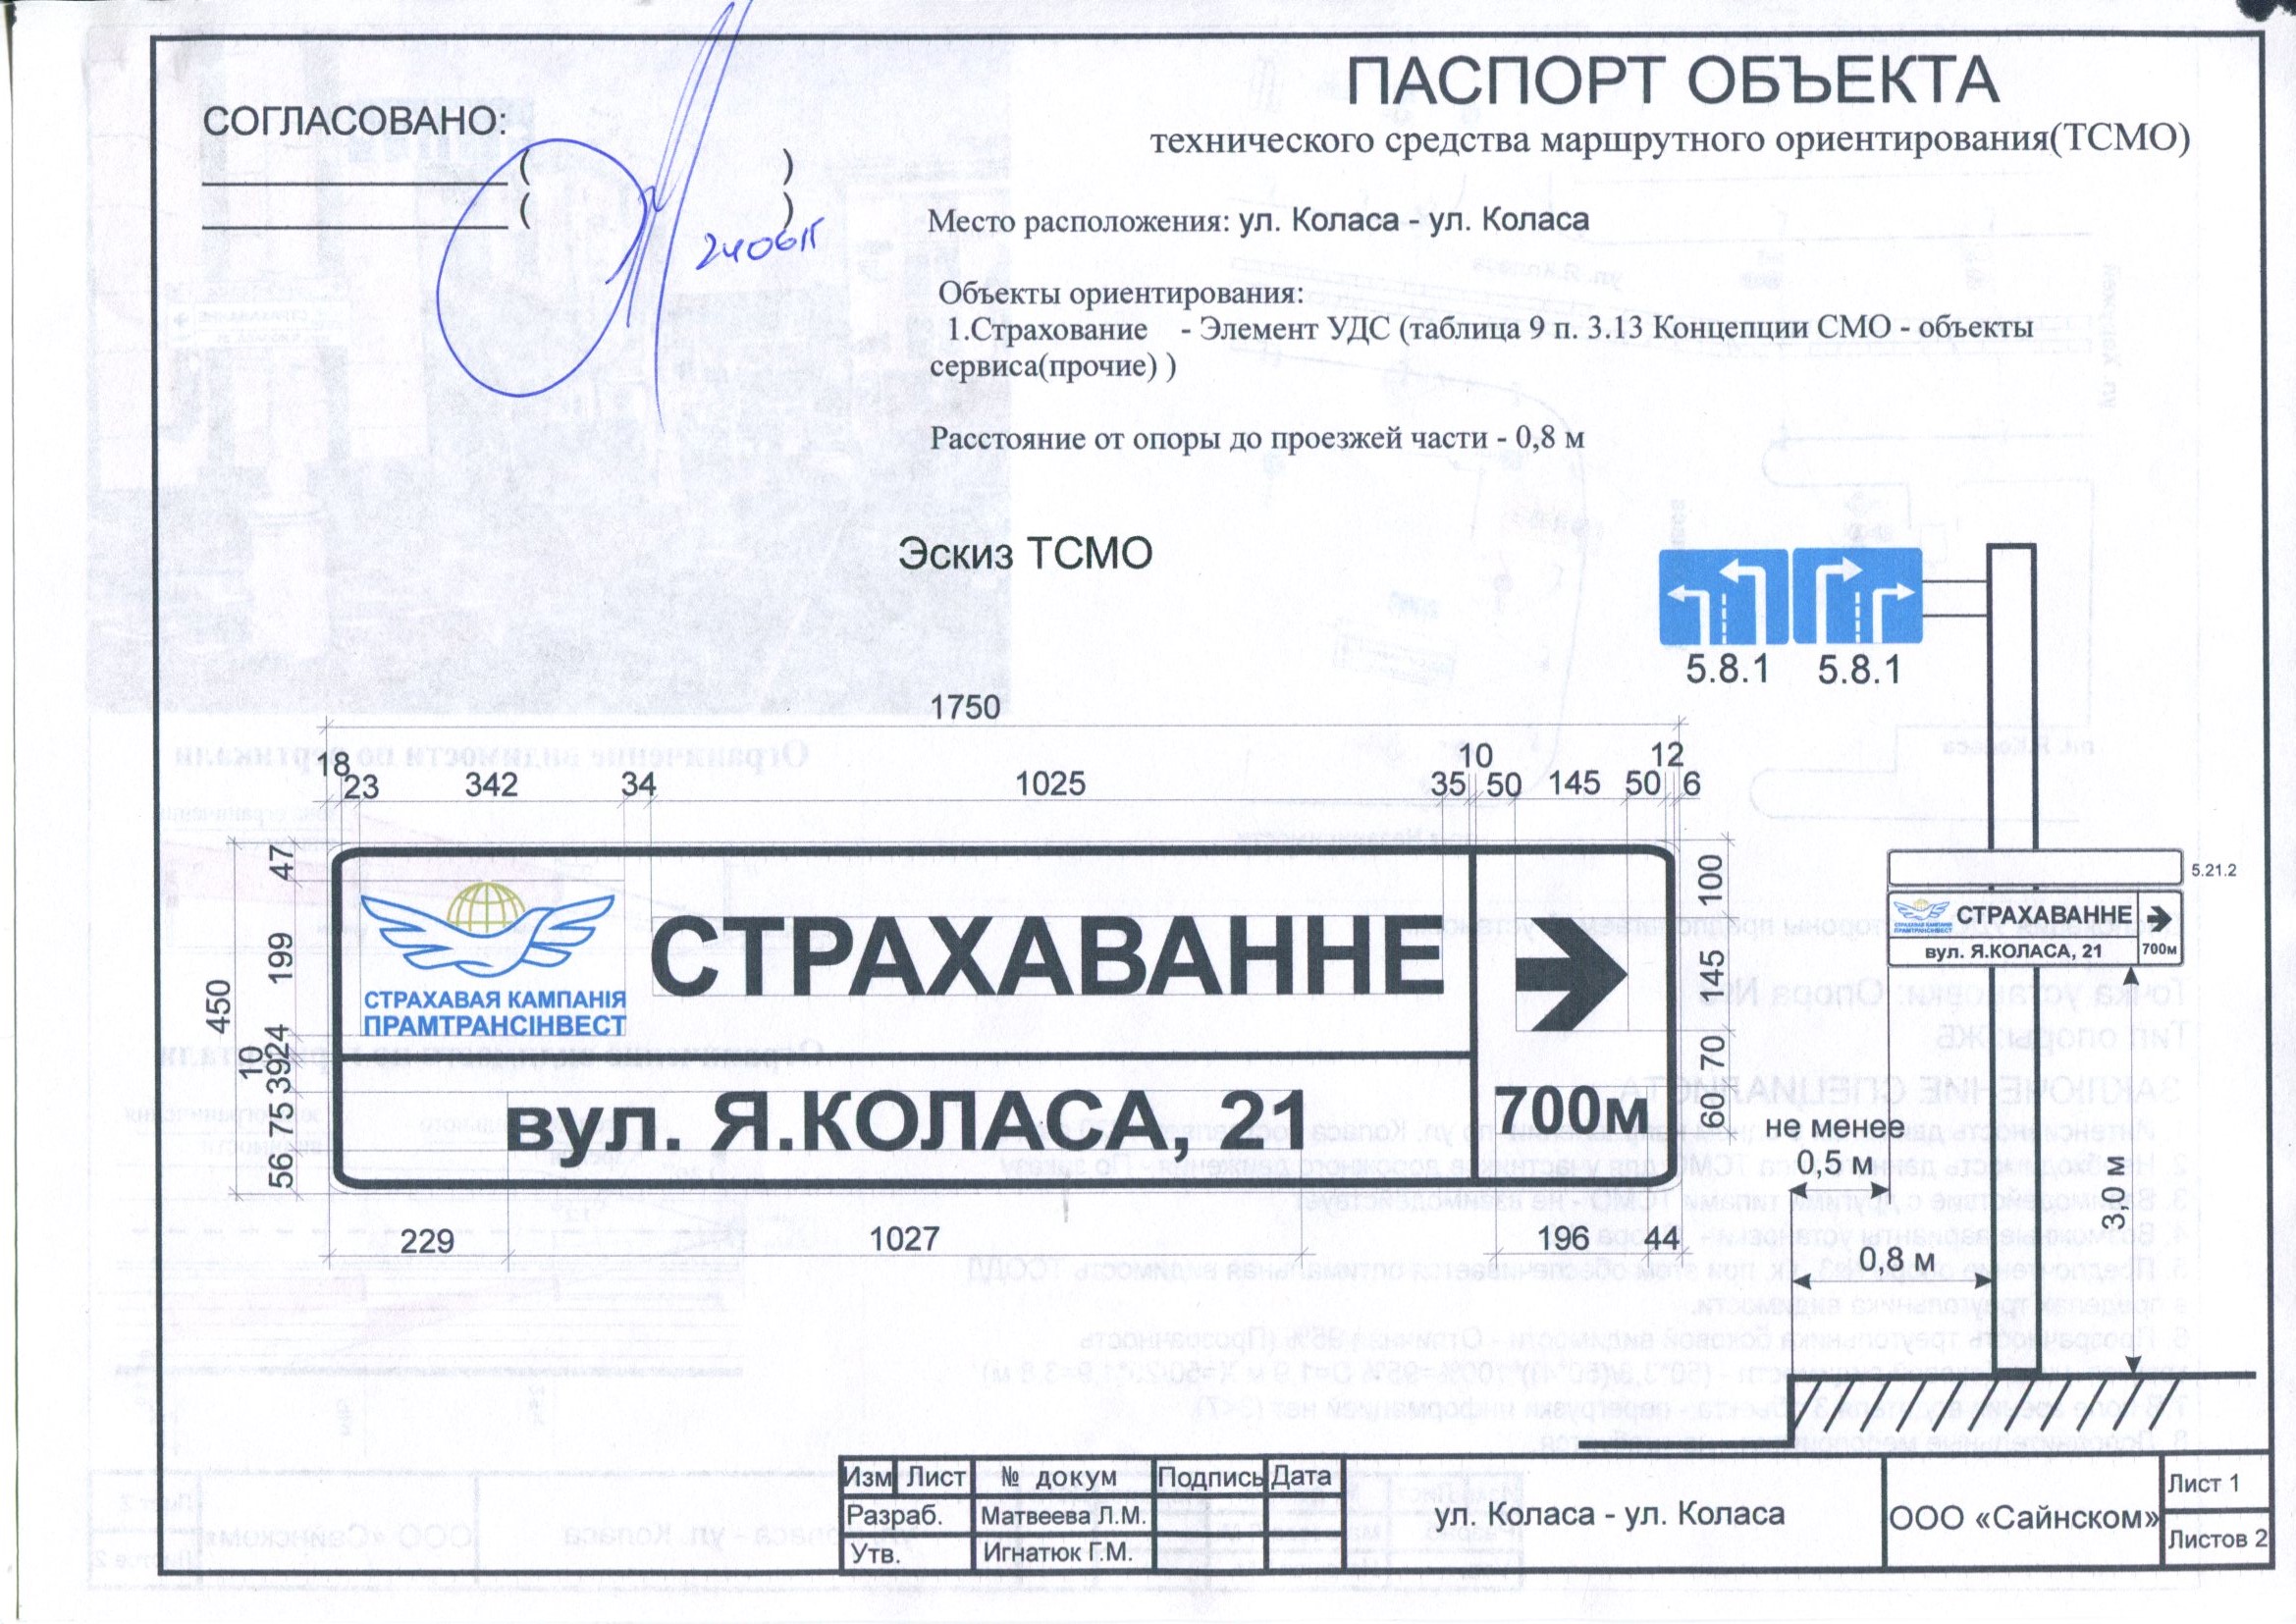 СОГЛАСОВАНО:
( )
( )
240615
ПАСПОРТ ОБЪЕКТА
технического средства маршрутного ориентирования(ТСМО)
Место расположения: ул. Коласа - ул. Коласа
Объекты ориентирования:
1.Страхование - Элемент УДС (таблица 9 п. 3.13 Концепции СМО - объекты
сервиса(прочие) )
Расстояние от опоры до проезжей части - 0,8 м
Эскиз ТСМО
5.8.1 5.8.1
1750
18 23 342 34 1025 35 10 50 145 50 12 6
450
47 199 24 10 39 75 56
СТРАХАВАЯ КАМПАНІЯ
ПРАМТРАНСІНВЕСТ
СТРАХАВАННЕ
вул. Я.КОЛАСА, 21
700м
100 145 70 60
229 1027 196 44
5.21.2
СТРАХАВАЯ КАМПАНІЯ
ПРАМТРАНСІНВЕСТ
СТРАХАВАННЕ
вул. Я.КОЛАСА, 21
700м
не менее
0,5 м
0,8 м
3,0 м
Изм Лист № докум Подпись Дата
Разраб. Матвеева Л.М.
Утв. Игнатюк Г.М.
ул. Коласа - ул. Коласа
ООО «Сайнском»
Лист 1
Листов 2